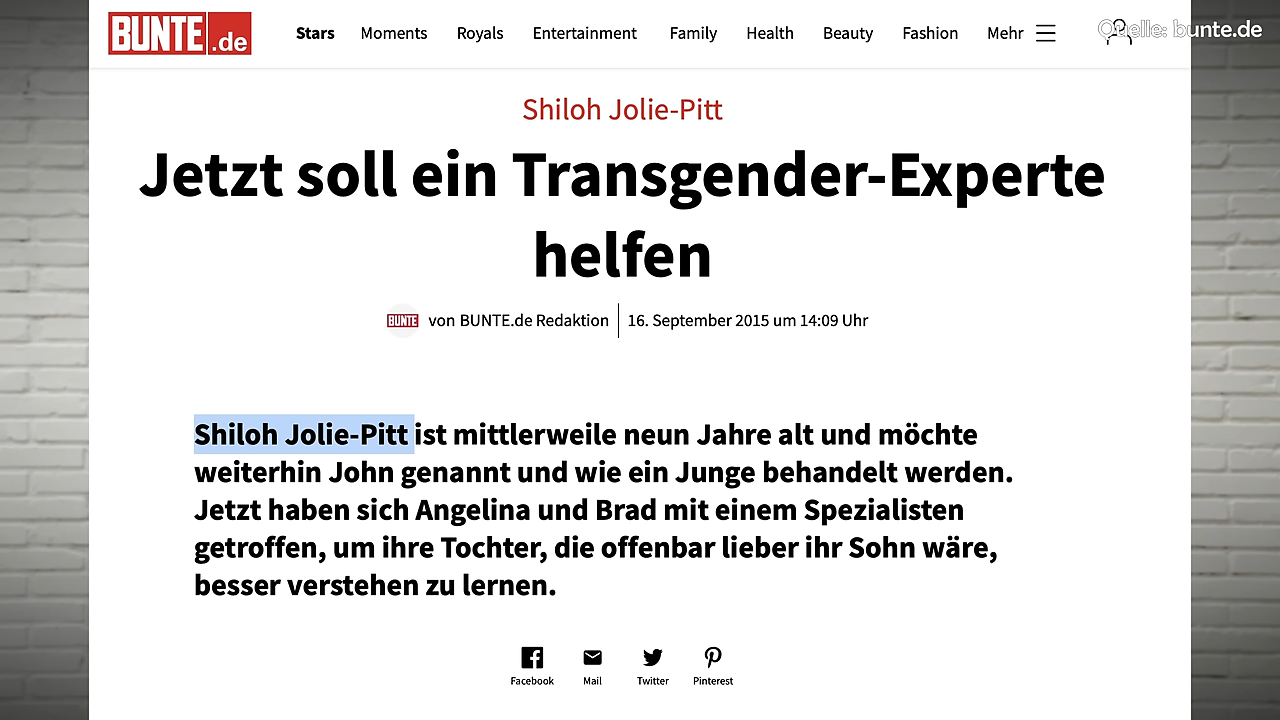 BUNTE.de
Stars Moments Royals Entertainment Family Health Beauty Fashion Mehr
Quelle: bunte.de
Shiloh Jolie-Pitt
Jetzt soll ein Transgender-Experte
helfen
BUNTE von BUNTE.de Redaktion 16. September 2015 um 14:09 Uhr
Shiloh Jolie-Pitt ist mittlerweile neun Jahre alt und möchte
weiterhin John genannt und wie ein Junge behandelt werden.
Jetzt haben sich Angelina und Brad mit einem Spezialisten
getroffen, um ihre Tochter, die offenbar lieber ihr Sohn wäre,
besser verstehen zu lernen.
Facebook Mail Twitter Pinterest